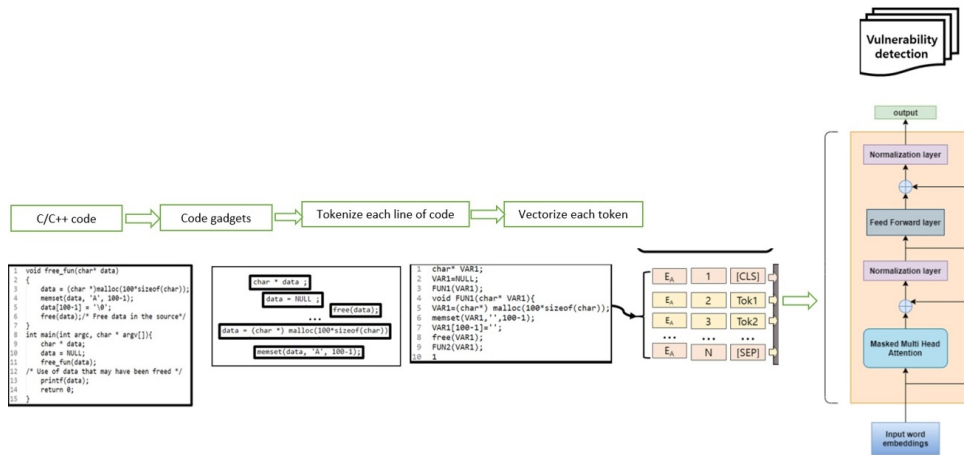 Vulnerability
detection
output
Normalization layer
Feed Forward layer
Normalization layer
Masked Multi Head
Attention
Input word
embeddings
C/C++ code
Code gadgets
Tokenize each line of code
Vectorize each token
1 void free_fun(char* data)
2 {
3 data = (char *)malloc(100*sizeof(char));
4 memset(data, 'A', 100-1);
5 data[100-1] = '\0';
6 free(data);/* Free data in the source*/
7 }
8 int main(int argc, char * argv[]){
9 char * data;
10 data = NULL;
11 free_fun(data);
12 /* Use of data that may have been freed */
13 printf(data);
14 return 0;
15 }
char * data ;
data = NULL ;
free(data);
...
data = (char *) malloc(100*sizeof(char))
memset(data, 'A', 100-1);
1 char* VAR1;
2 VAR1=NULL;
3 FUN1(VAR1);
4 void FUN1(char* VAR1){
5 VAR1=(char*) malloc(100*sizeof(char));
6 memset(VAR1,'',100-1);
7 VAR1[100-1]='';
8 free(VAR1);
9 FUN2(VAR1);
10 1
EA 1 [CLS]
EA 2 Tok1
EA 3 Tok2
... ... ...
EA N [SEP]